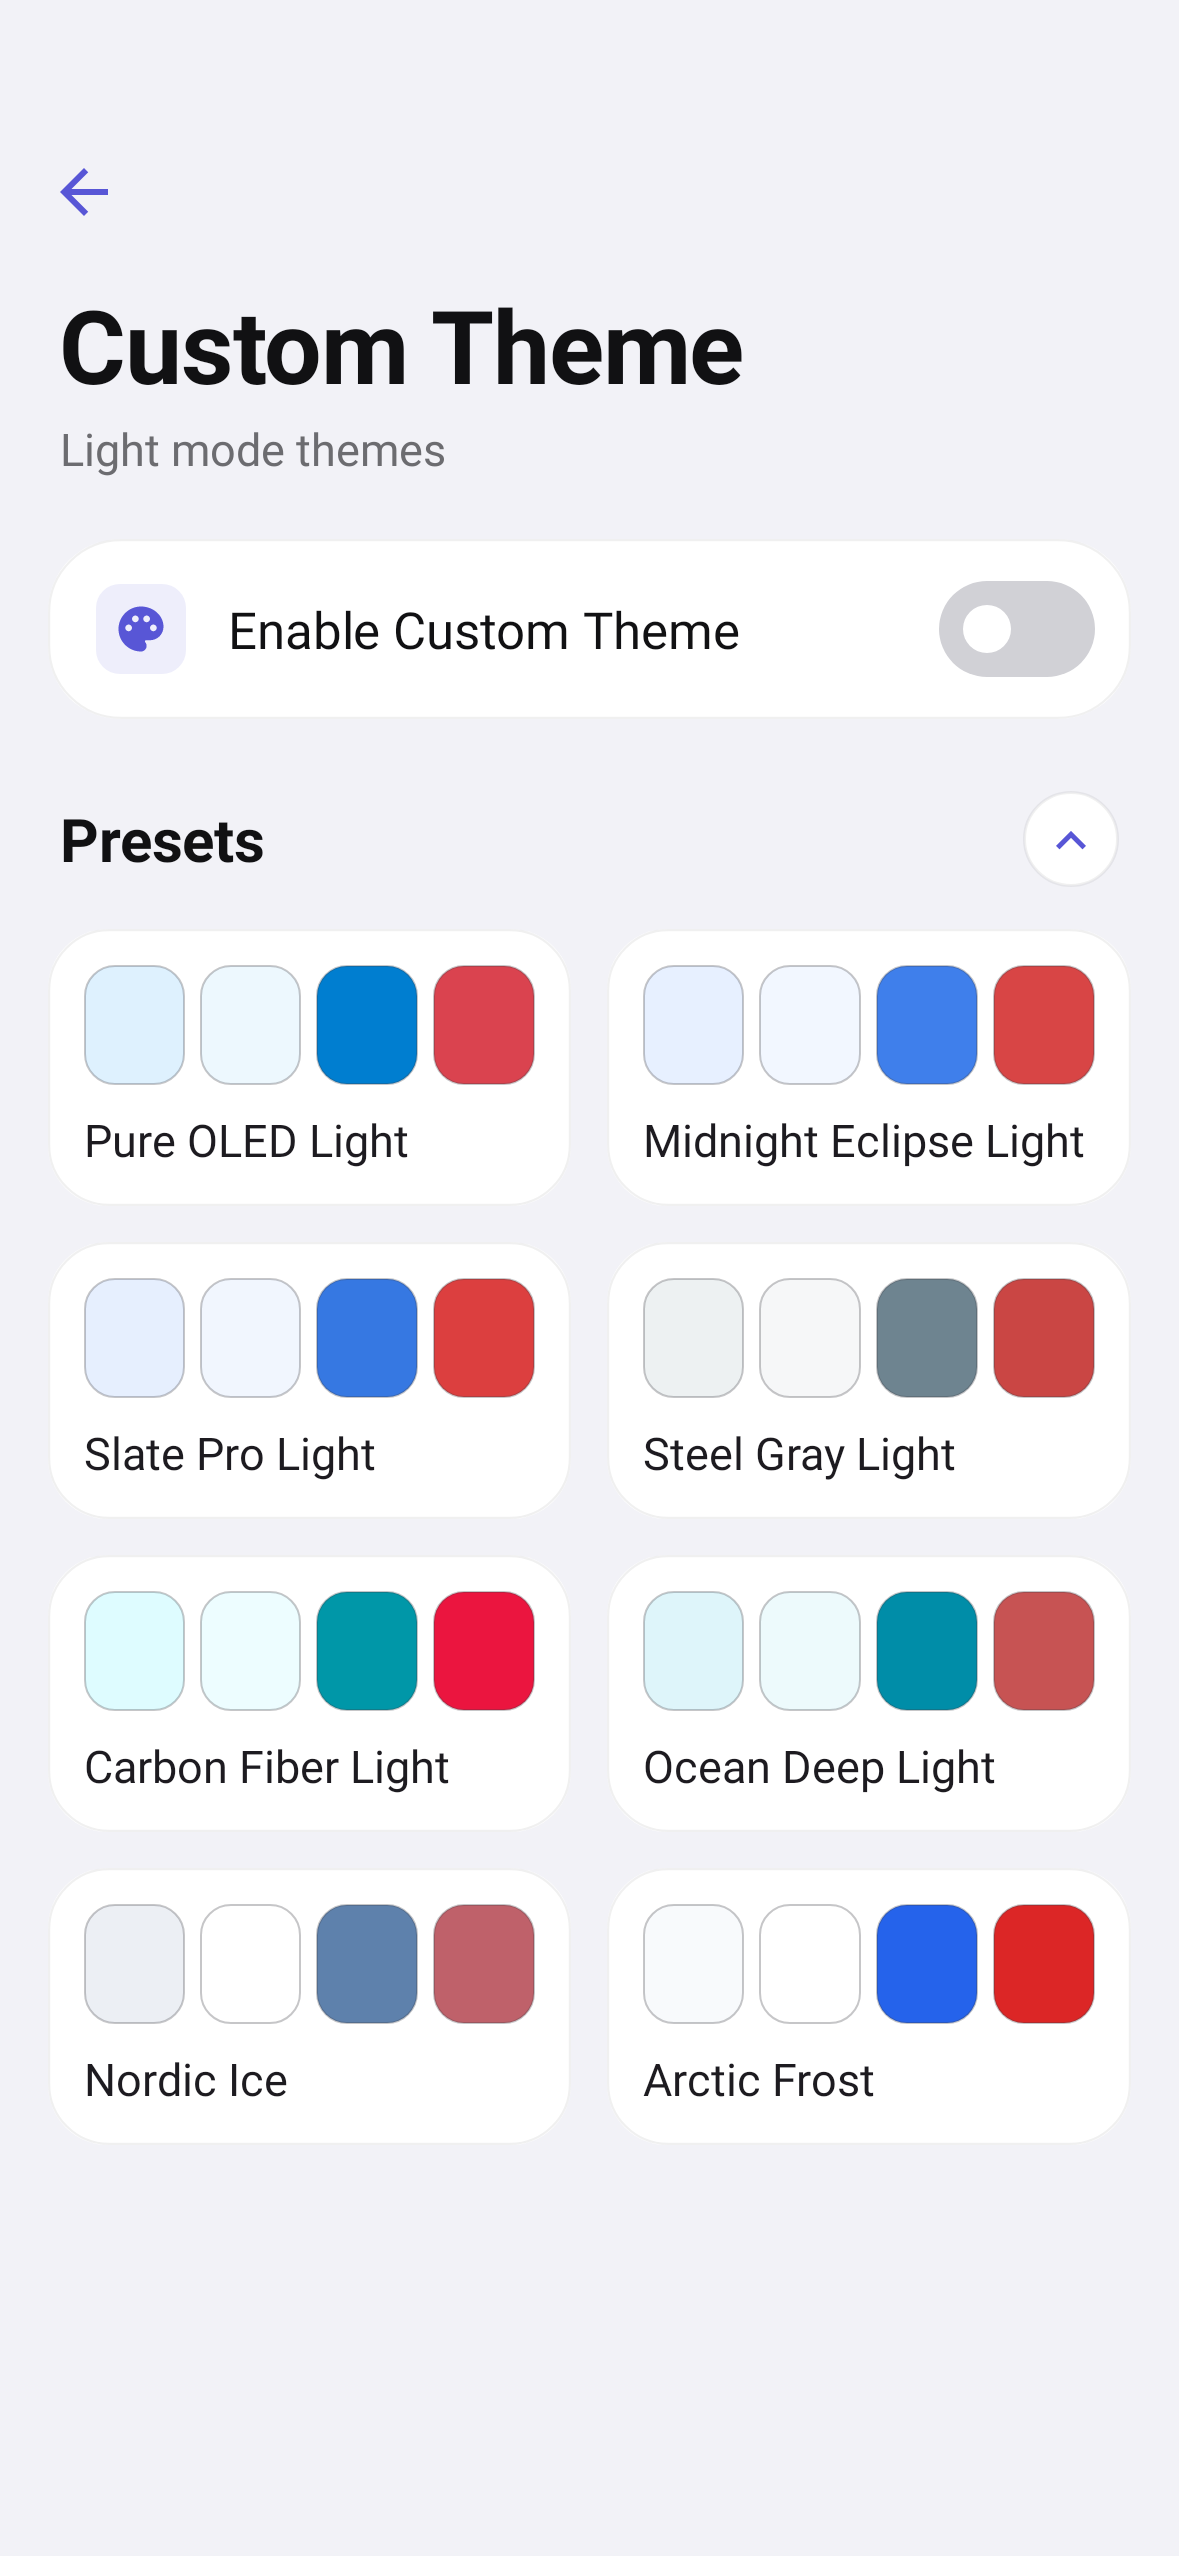 Custom Theme
Light mode themes
Enable Custom Theme
Presets
Pure OLED Light
Midnight Eclipse Light
Slate Pro Light
Steel Gray Light
Carbon Fiber Light
Ocean Deep Light
Nordic Ice
Arctic Frost